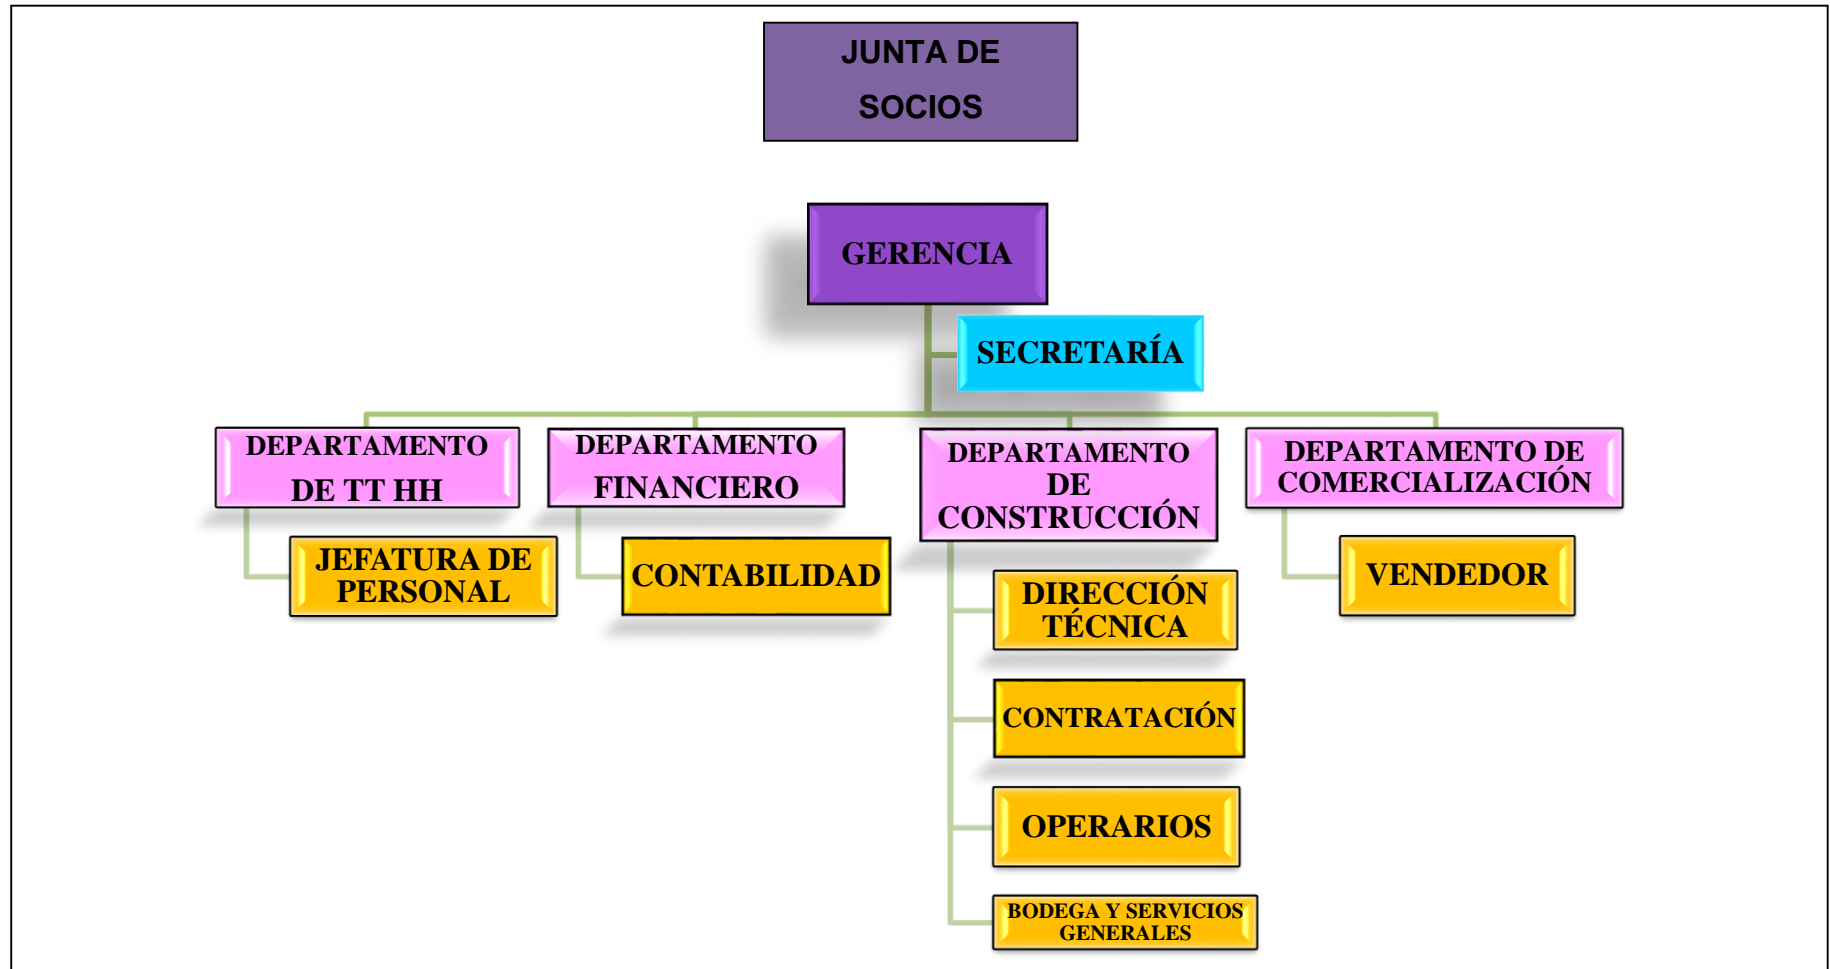 JUNTA DE
SOCIOS
GERENCIA
SECRETARÍA
DEPARTAMENTO
DE TT HH
DEPARTAMENTO
FINANCIERO
DEPARTAMENTO
DE
CONSTRUCCIÓN
DEPARTAMENTO DE
COMERCIALIZACIÓN
JEFATURA DE
PERSONAL
CONTABILIDAD
DIRECCIÓN
TÉCNICA
VENDEDOR
CONTRATACIÓN
OPERARIOS
BODEGA Y SERVICIOS
GENERALES